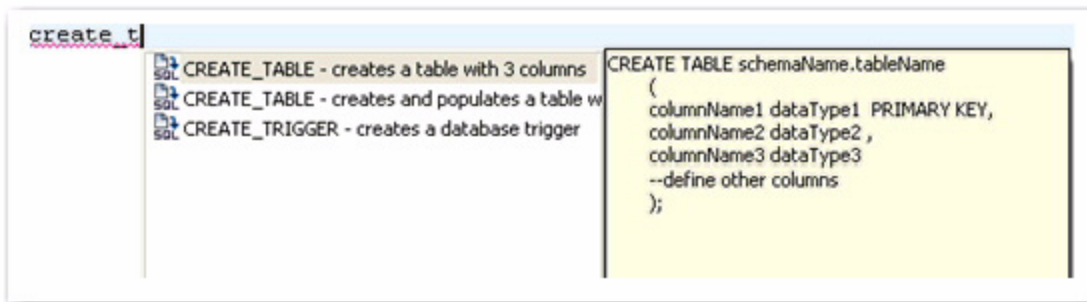 create_t
CREATE_TABLE - creates a table with 3 columns
CREATE_TABLE - creates and populates a table w
CREATE_TRIGGER - creates a database trigger
CREATE TABLE schemaName.tableName
(
columnName1 dataType1 PRIMARY KEY,
columnName2 dataType2 ,
columnName3 dataType3
--define other columns
);